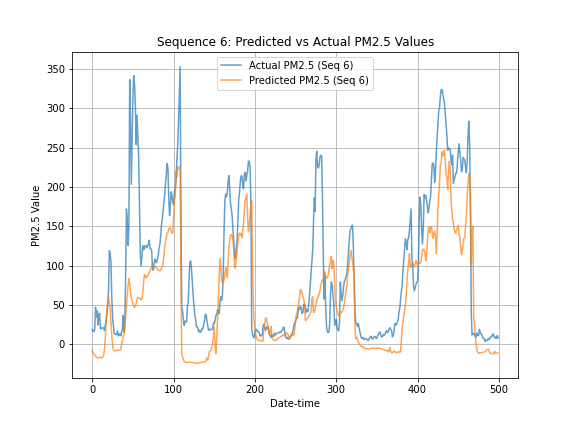 Sequence 6: Predicted vs Actual PM2.5 Values
Actual PM2.5 (Seq 6)
Predicted PM2.5 (Seq 6)
PM2.5 Value
350
300
250
200
150
100
50
0
0 100 200 300 400 500
Date-time